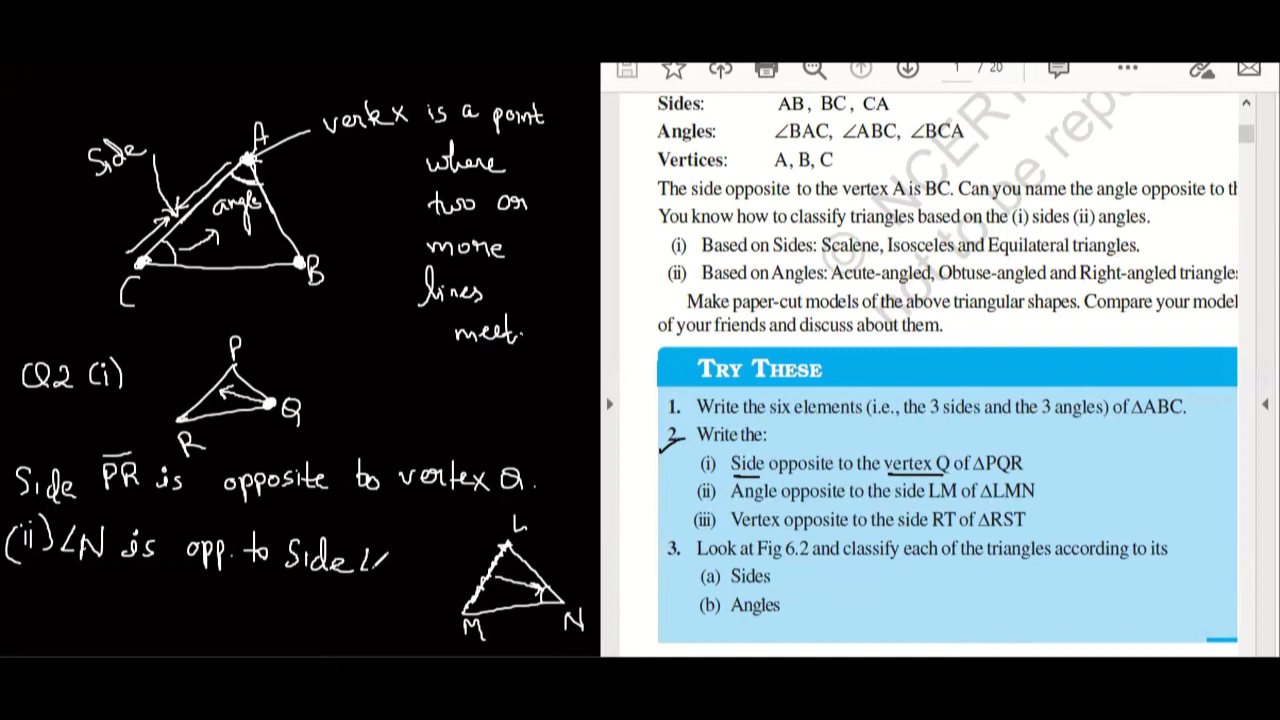 Side
A
vertex is a point
where
two or
more
lines
meet.
angle
C
B
Q2 (i)
P
Q
R
Side PR is opposite to vertex Q.
(ii) ∠N is opp. to Side L
L
M
N
1 / 20
Sides: AB, BC, CA
Angles: ∠BAC, ∠ABC, ∠BCA
Vertices: A, B, C
The side opposite to the vertex A is BC. Can you name the angle opposite to th
You know how to classify triangles based on the (i) sides (ii) angles.
(i) Based on Sides: Scalene, Isosceles and Equilateral triangles.
(ii) Based on Angles: Acute-angled, Obtuse-angled and Right-angled triangle
Make paper-cut models of the above triangular shapes. Compare your model
of your friends and discuss about them.
TRY THESE
1. Write the six elements (i.e., the 3 sides and the 3 angles) of ΔABC.
2. Write the:
(i) Side opposite to the vertex Q of ΔPQR
(ii) Angle opposite to the side LM of ΔLMN
(iii) Vertex opposite to the side RT of ΔRST
3. Look at Fig 6.2 and classify each of the triangles according to its
(a) Sides
(b) Angles
© NCERT
not to be repu